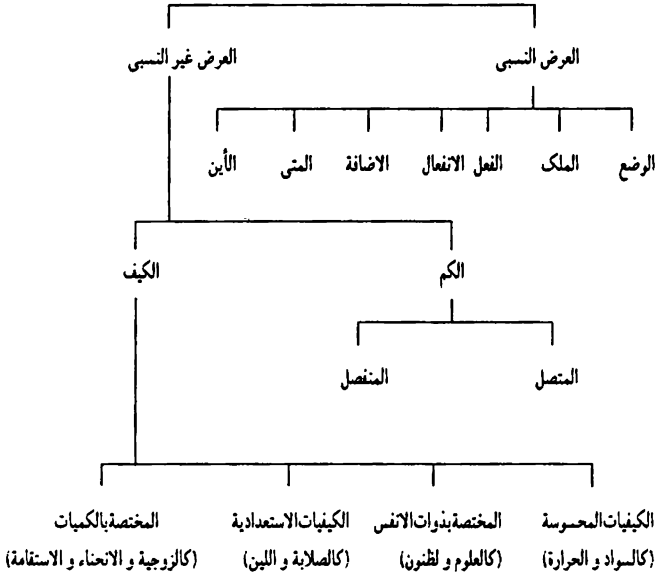 العرض النسبى العرض غير النسبى
الوضع الملک الفعل الانفعال الاضافة المتى الأين
الكم الكيف
المتصل المنفصل
الكيفيات المحسوسة المختصة بذوات الانفس الكيفيات الاستعدادية المختصة بالكميات
(كالسواد و الحرارة) (كالعلوم و لظنون) (كالصلابة و اللين) (كالزوجية و الانحناء و الاستقامة)